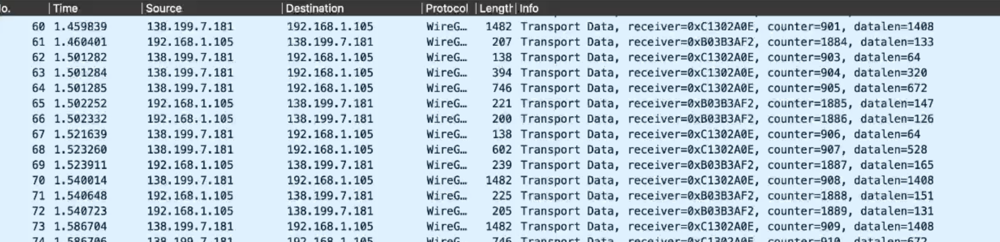 o. Time Source Destination Protocol Length Info
60 1.459839 138.199.7.181 192.168.1.105 WireG… 1482 Transport Data, receiver=0xC1302A0E, counter=901, datalen=1408
61 1.460401 192.168.1.105 138.199.7.181 WireG… 207 Transport Data, receiver=0xB03B3AF2, counter=1884, datalen=133
62 1.501282 138.199.7.181 192.168.1.105 WireG… 138 Transport Data, receiver=0xC1302A0E, counter=903, datalen=64
63 1.501284 138.199.7.181 192.168.1.105 WireG… 394 Transport Data, receiver=0xC1302A0E, counter=904, datalen=320
64 1.501285 138.199.7.181 192.168.1.105 WireG… 746 Transport Data, receiver=0xC1302A0E, counter=905, datalen=672
65 1.502252 192.168.1.105 138.199.7.181 WireG… 221 Transport Data, receiver=0xB03B3AF2, counter=1885, datalen=147
66 1.502332 192.168.1.105 138.199.7.181 WireG… 200 Transport Data, receiver=0xB03B3AF2, counter=1886, datalen=126
67 1.521639 138.199.7.181 192.168.1.105 WireG… 138 Transport Data, receiver=0xC1302A0E, counter=906, datalen=64
68 1.523260 138.199.7.181 192.168.1.105 WireG… 602 Transport Data, receiver=0xC1302A0E, counter=907, datalen=528
69 1.523911 192.168.1.105 138.199.7.181 WireG… 239 Transport Data, receiver=0xB03B3AF2, counter=1887, datalen=165
70 1.540014 138.199.7.181 192.168.1.105 WireG… 1482 Transport Data, receiver=0xC1302A0E, counter=908, datalen=1408
71 1.540648 192.168.1.105 138.199.7.181 WireG… 225 Transport Data, receiver=0xB03B3AF2, counter=1888, datalen=151
72 1.540723 192.168.1.105 138.199.7.181 WireG… 205 Transport Data, receiver=0xB03B3AF2, counter=1889, datalen=131
73 1.586704 138.199.7.181 192.168.1.105 WireG… 1482 Transport Data, receiver=0xC1302A0E, counter=909, datalen=1408
74 1.586706 138.199.7.181 192.168.1.105 WireG… 746 Transport Data, receiver=0xC1302A0E, counter=910, datalen=672